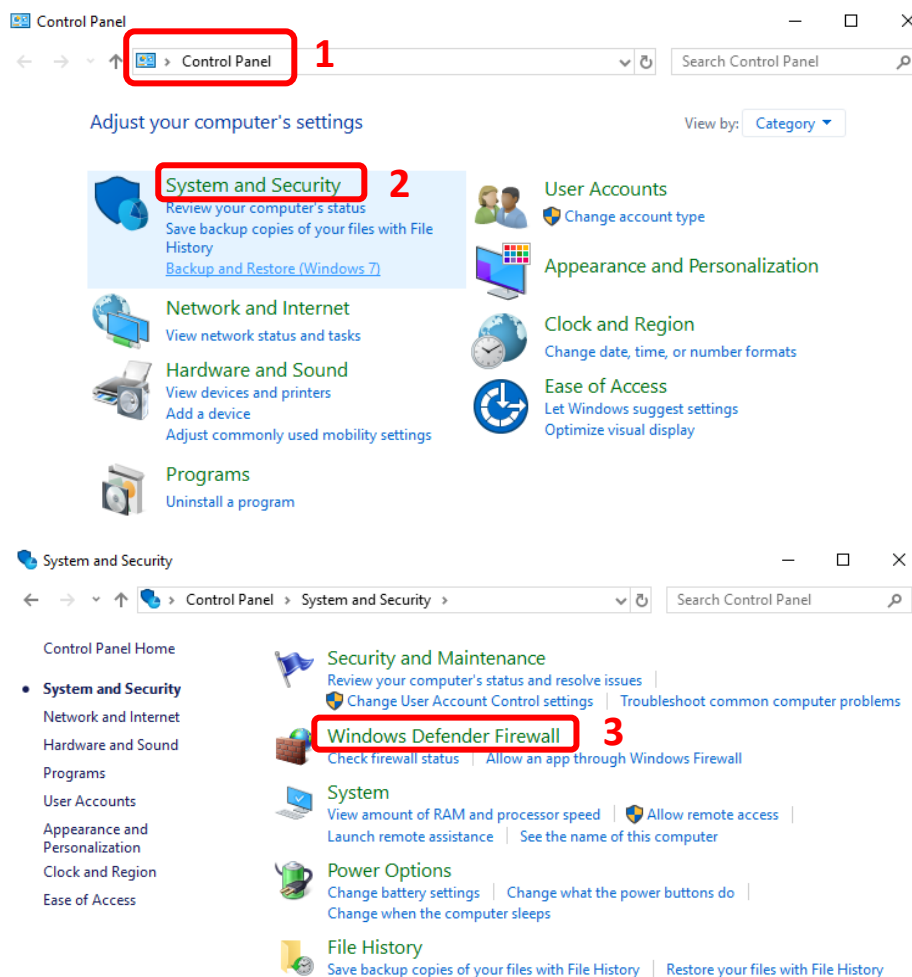 Control Panel
Control Panel
1
Search Control Panel
Adjust your computer's settings
View by: Category
System and Security
2
Review your computer's status
Save backup copies of your files with File
History
Backup and Restore (Windows 7)
Network and Internet
View network status and tasks
Hardware and Sound
View devices and printers
Add a device
Adjust commonly used mobility settings
Programs
Uninstall a program
User Accounts
Change account type
Appearance and Personalization
Clock and Region
Change date, time, or number formats
Ease of Access
Let Windows suggest settings
Optimize visual display
System and Security
Control Panel > System and Security >
Search Control Panel
Control Panel Home
System and Security
Network and Internet
Hardware and Sound
Programs
User Accounts
Appearance and
Personalization
Clock and Region
Ease of Access
Security and Maintenance
Review your computer's status and resolve issues
Change User Account Control settings
Troubleshoot common computer problems
Windows Defender Firewall
3
Check firewall status
Allow an app through Windows Firewall
System
View amount of RAM and processor speed
Allow remote access
Launch remote assistance
See the name of this computer
Power Options
Change battery settings
Change what the power buttons do
Change when the computer sleeps
File History
Save backup copies of your files with File History
Restore your files with File History